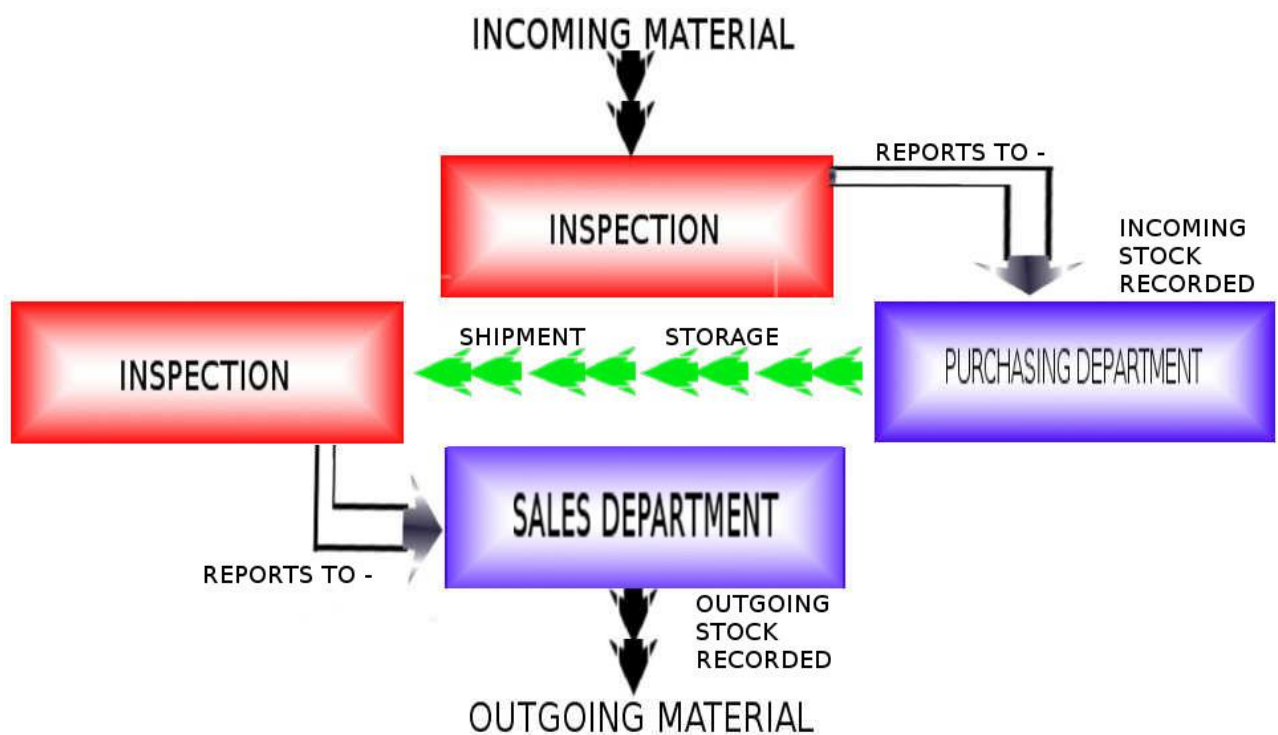 INCOMING MATERIAL
REPORTS TO -
INSPECTION
INCOMING
STOCK
RECORDED
SHIPMENT
STORAGE
INSPECTION
PURCHASING DEPARTMENT
SALES DEPARTMENT
REPORTS TO -
OUTGOING
STOCK
RECORDED
OUTGOING MATERIAL